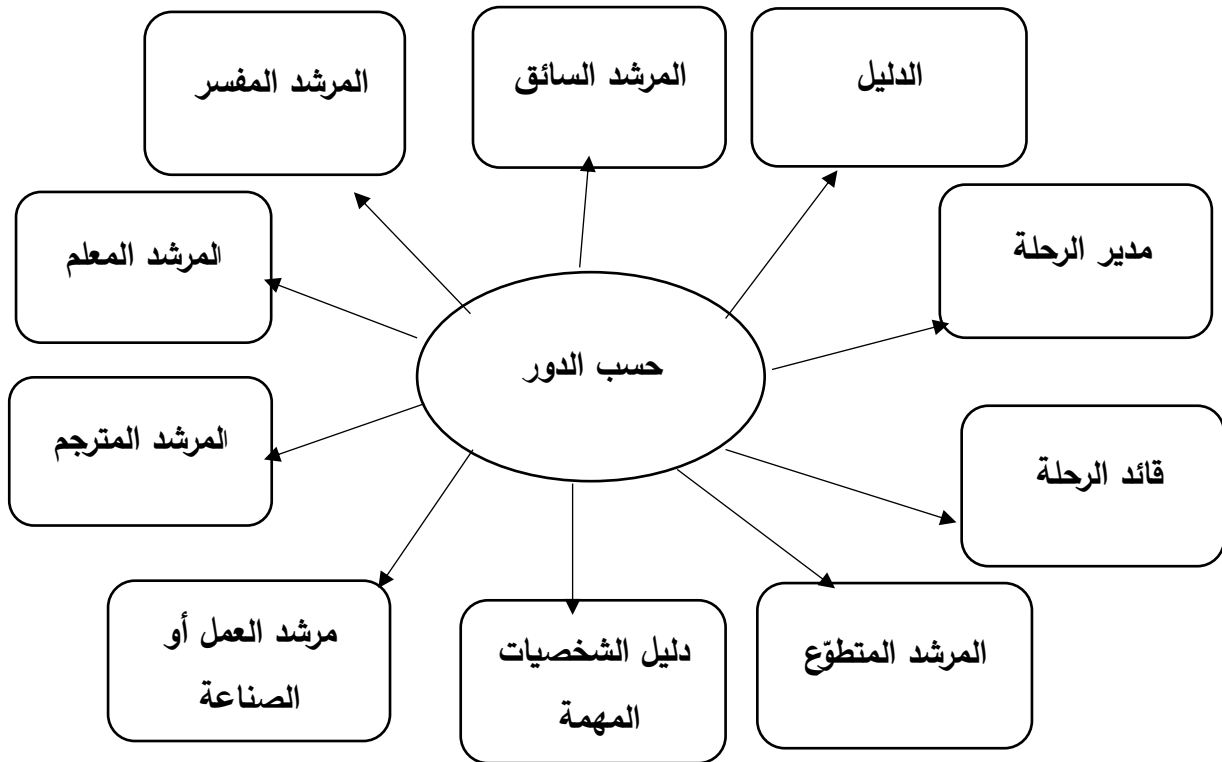 الدليل
المرشد السائق
المرشد المفسر
مدير الرحلة
المرشد المعلم
حسب الدور
المرشد المترجم
قائد الرحلة
المرشد المتطوّع
دليل الشخصيات
المهمة
مرشد العمل أو
الصناعة